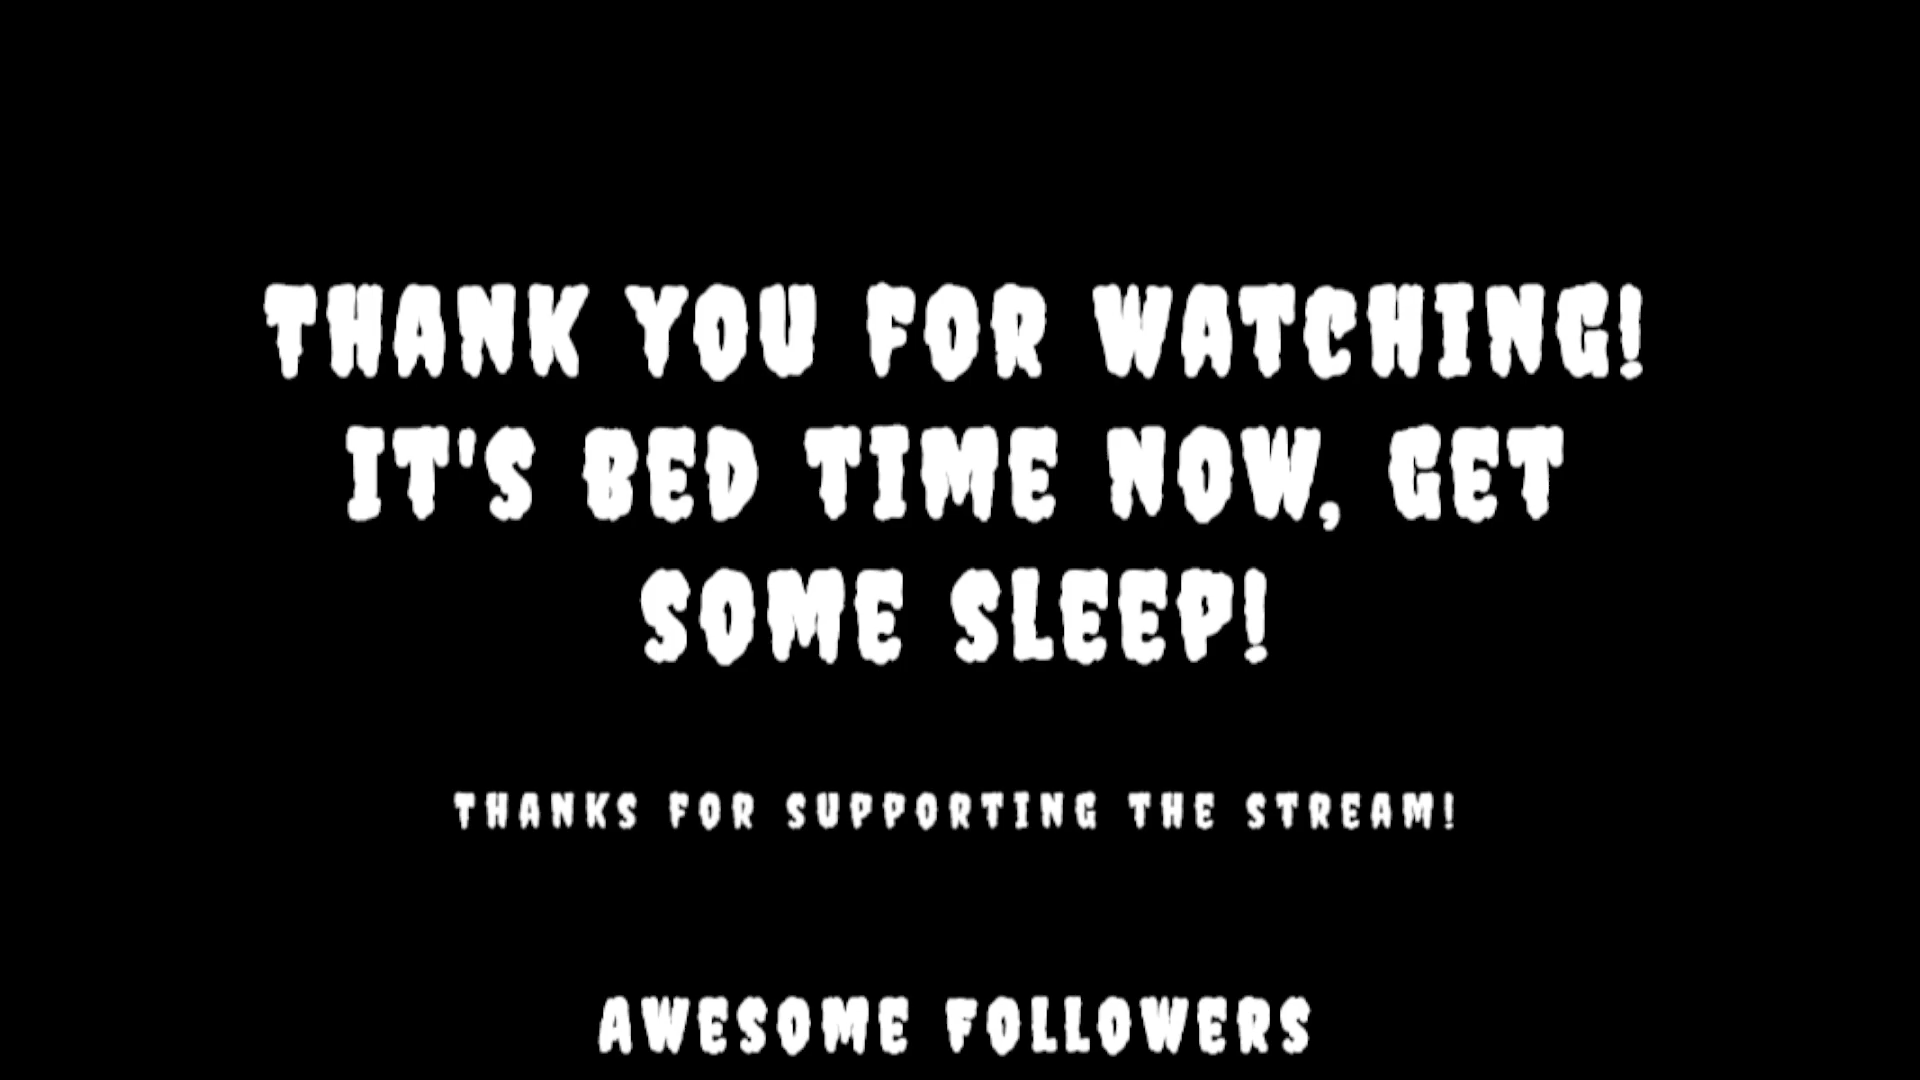 THANK YOU FOR WATCHING!
IT'S BED TIME NOW, GET
SOME SLEEP!
THANKS FOR SUPPORTING THE STREAM!
AWESOME FOLLOWERS